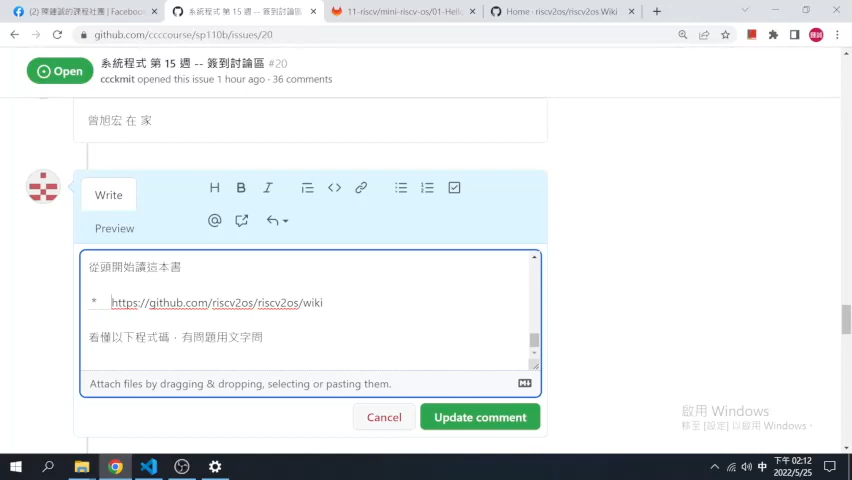 (2) 陳鍾誠的課程社團 | Facebook
系統程式 第 15 週 -- 簽到討論區
11-riscv/mini-riscv-os/01-Hello
Home · riscv2os/riscv2os Wiki
github.com/ccccourse/sp110b/issues/20
Open
系統程式 第 15 週 -- 簽到討論區 #20
ccckmit opened this issue 1 hour ago · 36 comments
曾旭宏 在 家
Write
Preview
從頭開始讀這本書
* https://github.com/riscv2os/riscv2os/wiki
看懂以下程式碼，有問題用文字問
Attach files by dragging & dropping, selecting or pasting them.
Cancel
Update comment
啟用 Windows
移至 [設定] 以啟用 Windows。
中
下午 02:12
2022/5/25